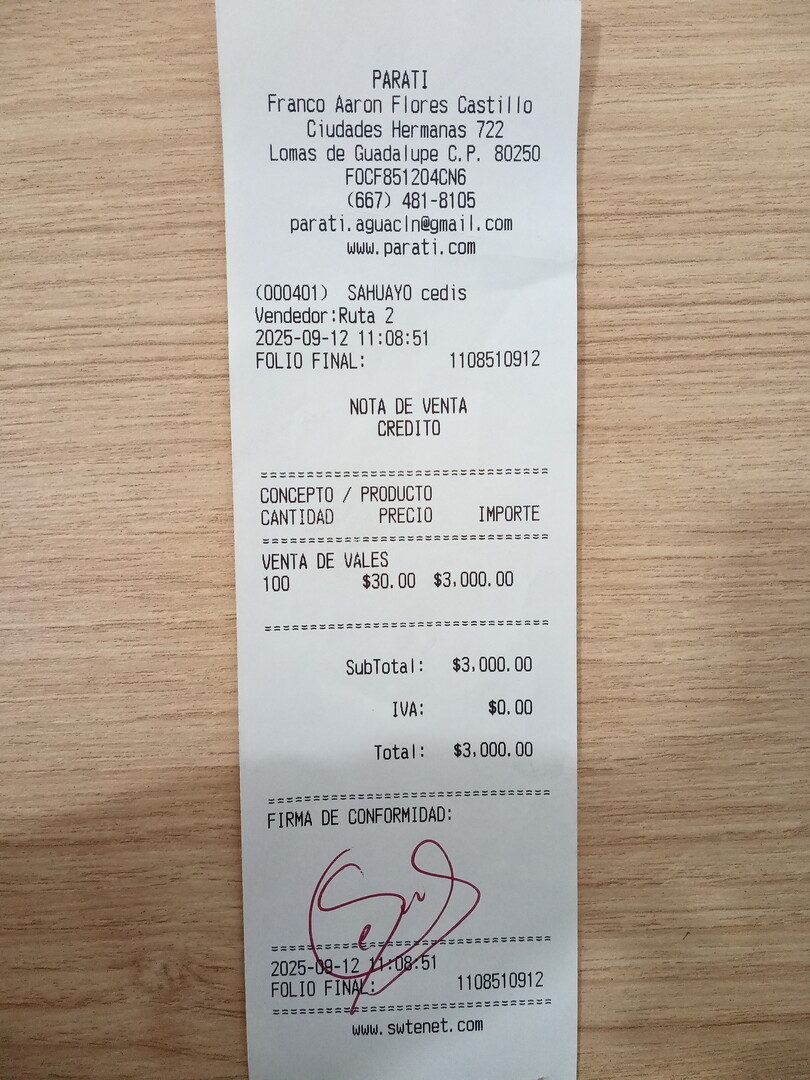 PARATI
Franco Aaron Flores Castillo
Ciudades Hermanas 722
Lomas de Guadalupe C.P. 80250
FOCF851204CN6
(667) 481-8105
parati.aguacln@gmail.com
www.parati.com
(000401) SAHUAYO cedis
Vendedor:Ruta 2
2025-09-12 11:08:51
FOLIO FINAL: 1108510912
NOTA DE VENTA
CREDITO
================================
CONCEPTO / PRODUCTO
CANTIDAD PRECIO IMPORTE
================================
VENTA DE VALES
100 $30.00 $3,000.00
================================
SubTotal: $3,000.00
IVA: $0.00
Total: $3,000.00
================================
FIRMA DE CONFORMIDAD:
================================
2025-09-12 11:08:51
FOLIO FINAL: 1108510912
================================
www.swtenet.com